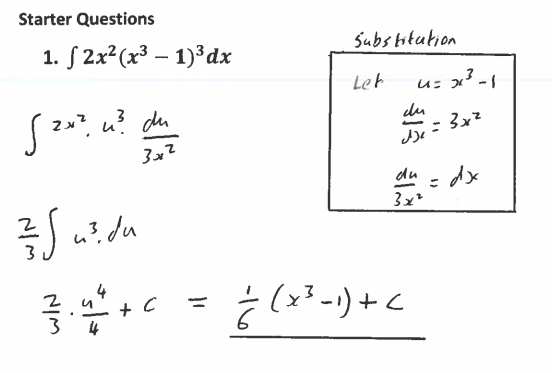 Starter Questions
1. ∫ 2x²(x³ − 1)³dx
Substitution
Let u = x³ − 1
du/dx = 3x²
du/3x² = dx
∫ 2x² . u³ . du/3x²
2/3 ∫ u³ . du
2/3 . u⁴/4 + c = 1/6 (x³ − 1) + c